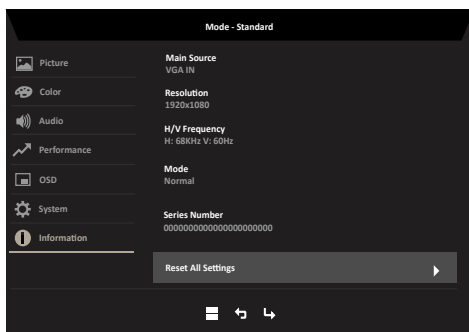 Mode - Standard
Picture
Color
Audio
Performance
OSD
System
Information
Main Source
VGA IN
Resolution
1920x1080
H/V Frequency
H: 68KHz V: 60Hz
Mode
Normal
Series Number
0000000000000000000000
Reset All Settings